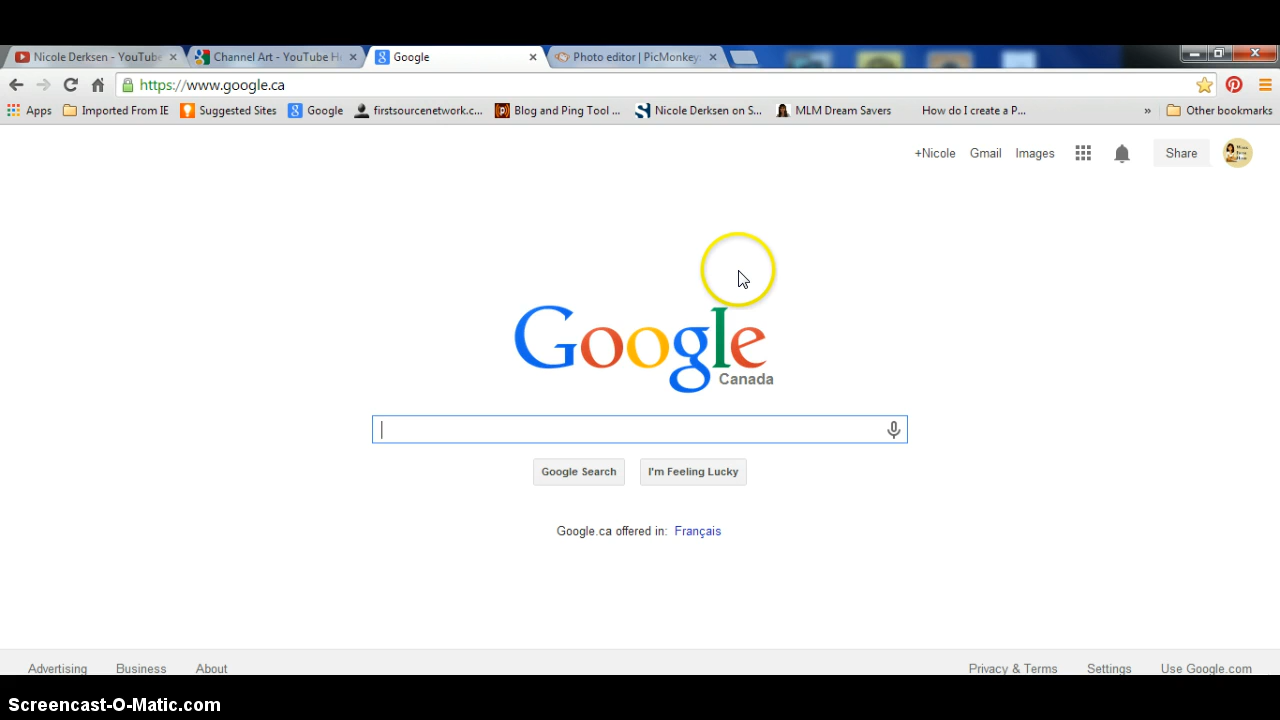 Nicole Derksen - YouTube
Channel Art - YouTube H
Google
Photo editor | PicMonkey:
https://www.google.ca
Apps
Imported From IE
Suggested Sites
Google
firstsourcenetwork.c...
Blog and Ping Tool ...
Nicole Derksen on S...
MLM Dream Savers
How do I create a P...
»
Other bookmarks
+Nicole
Gmail
Images
Share
Google
Canada
Google Search
I'm Feeling Lucky
Google.ca offered in: Français
Advertising
Business
About
Privacy & Terms
Settings
Use Google.com
Screencast-O-Matic.com